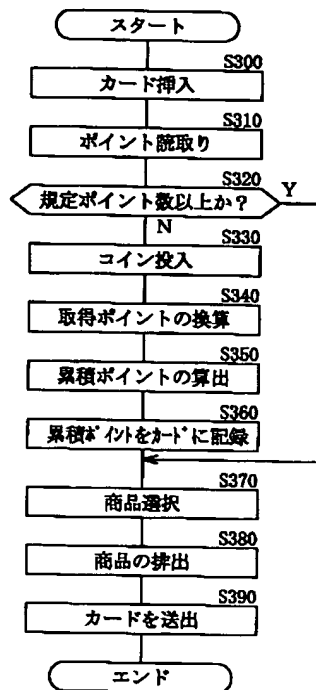 スタート
S300
カード挿入
S310
ポイント読取り
S320
規定ポイント数以上か?
Y
N
S330
コイン投入
S340
取得ポイントの換算
S350
累積ポイントの算出
S360
累積ポイントをカードに記録
S370
商品選択
S380
商品の排出
S390
カードを送出
エンド